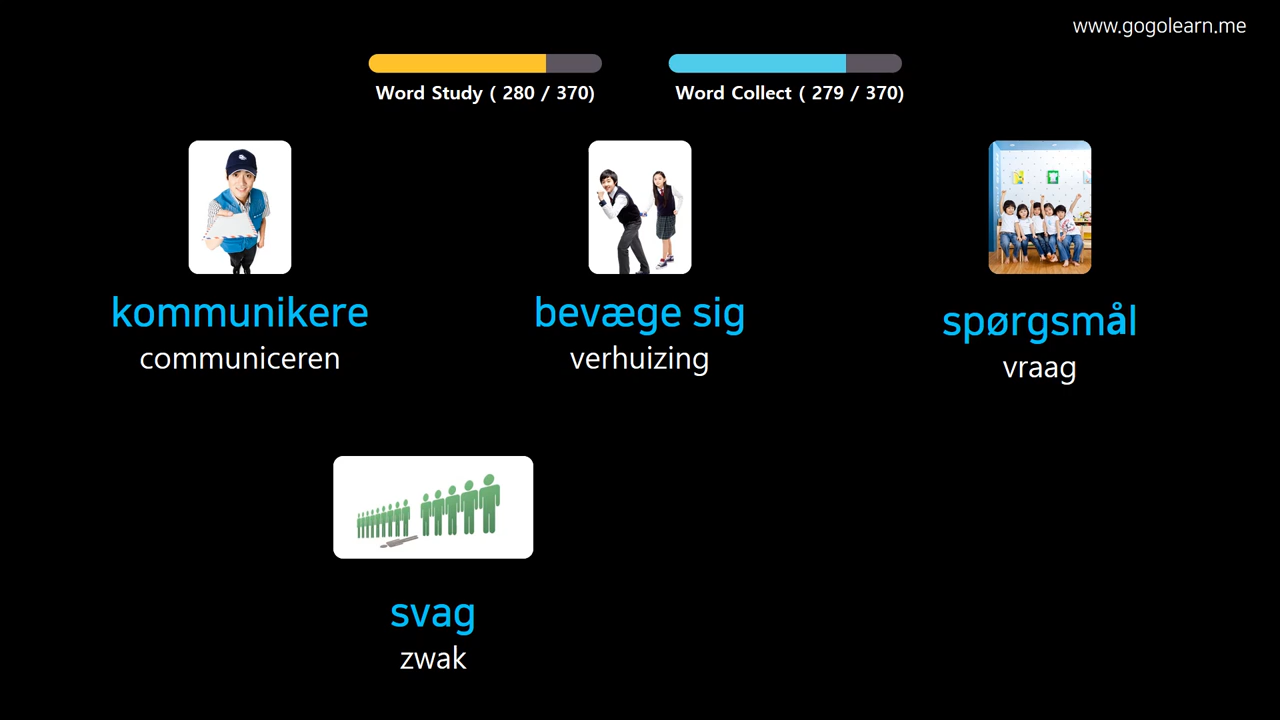 www.gogolearn.me
Word Study ( 280 / 370)
Word Collect ( 279 / 370)
kommunikere
communiceren
bevæge sig
verhuizing
spørgsmål
vraag
svag
zwak